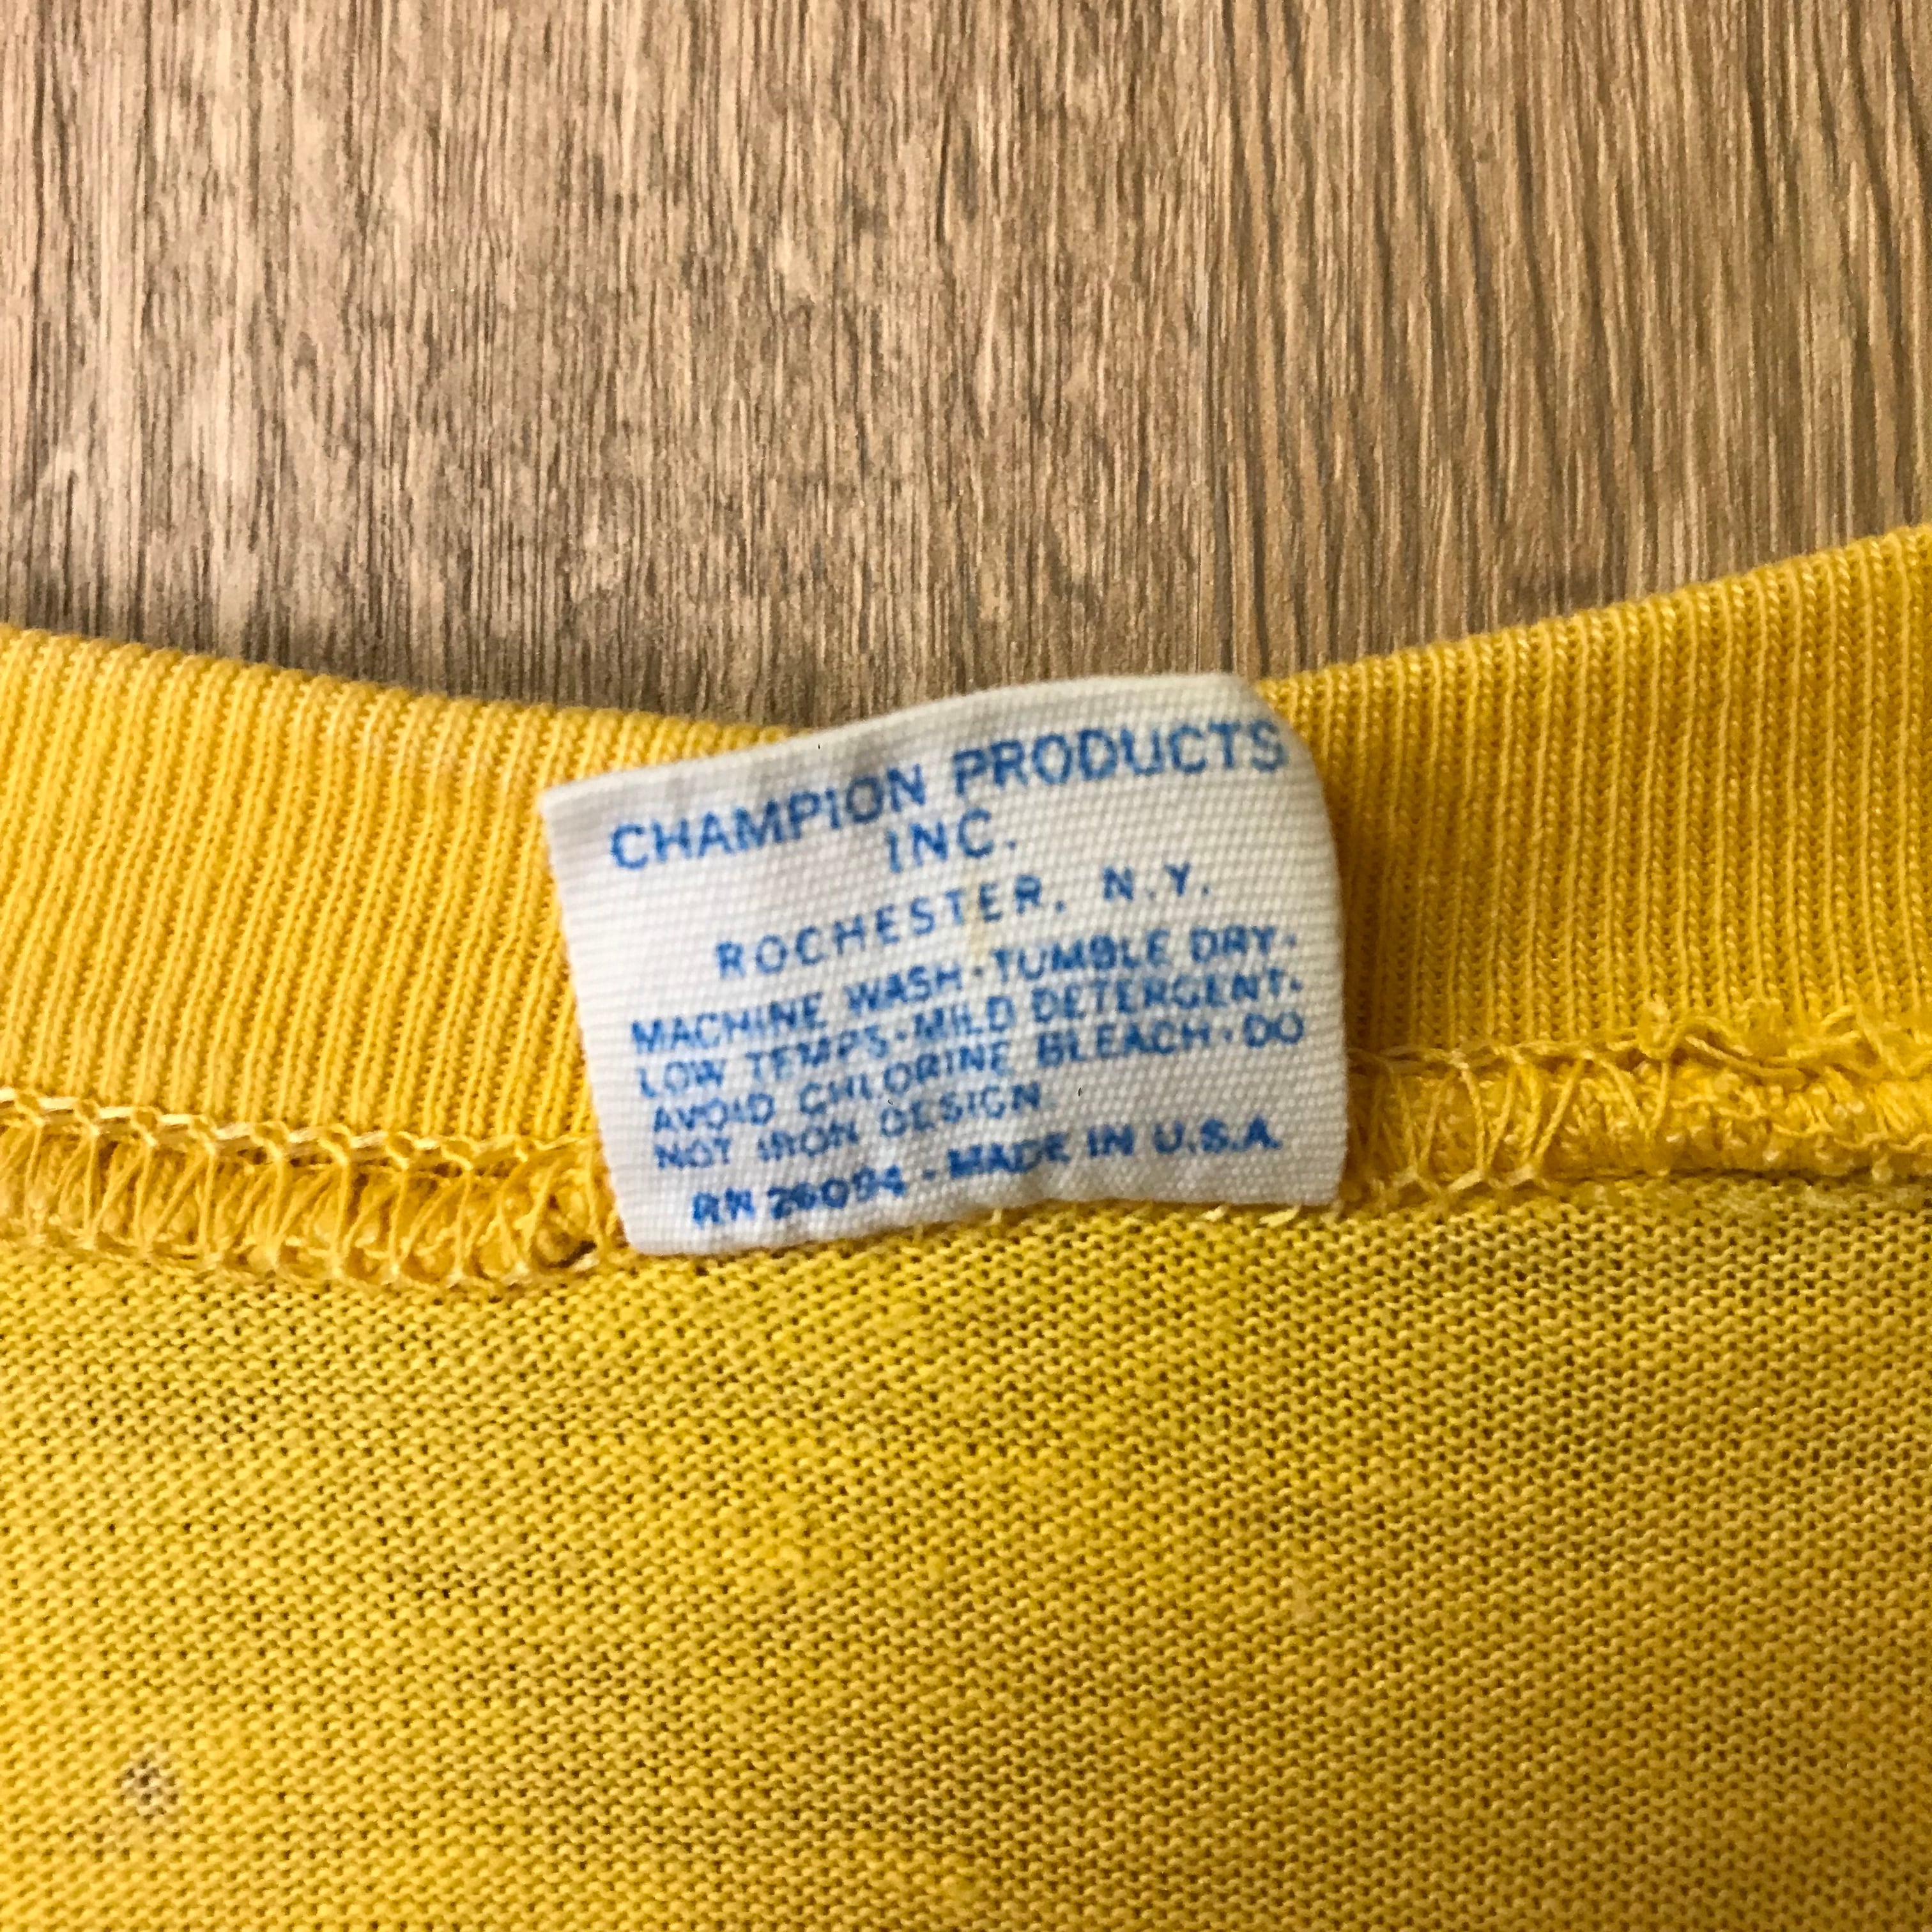 CHAMPION PRODUCTS
INC.
ROCHESTER, N.Y.
MACHINE WASH·TUMBLE DRY·
LOW TEMPS·MILD DETERGENT·
AVOID CHLORINE BLEACH·DO
NOT IRON DESIGN
RN 26094 - MADE IN U.S.A.